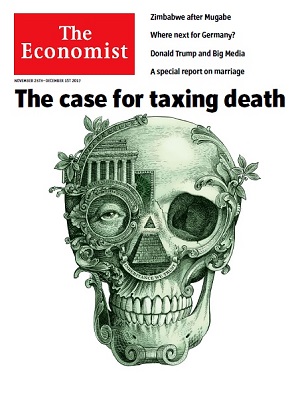 The
Economist
Zimbabwe after Mugabe
Where next for Germany?
Donald Trump and Big Media
A special report on marriage
NOVEMBER 25TH–DECEMBER 1ST 2017
The case for taxing death